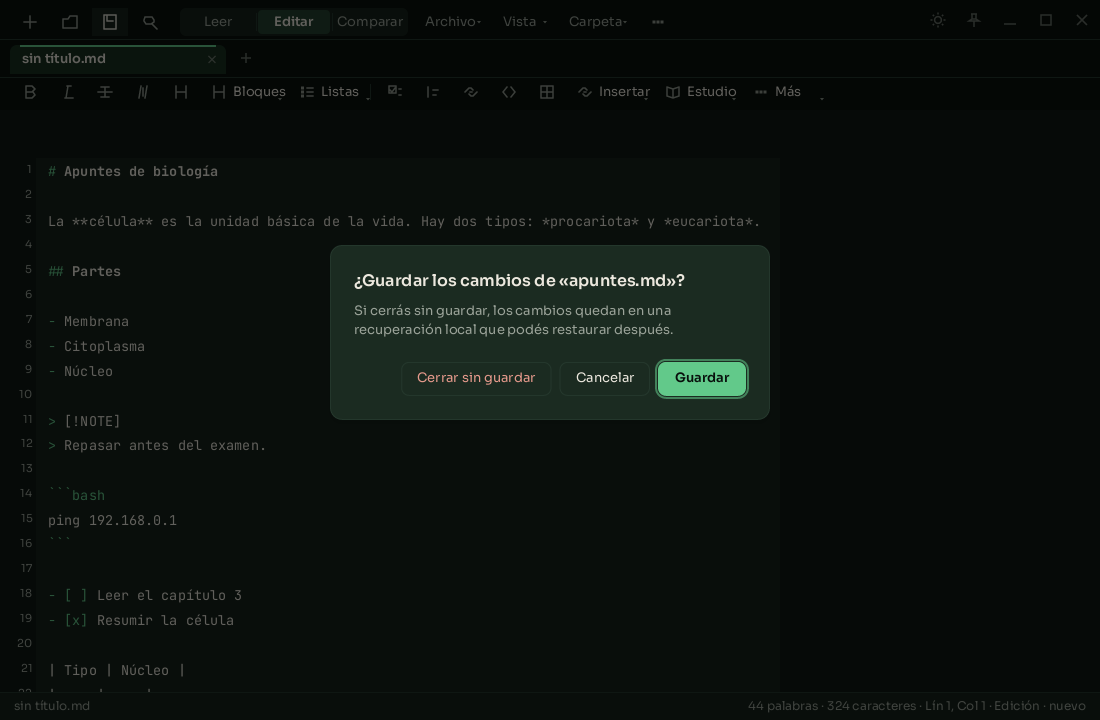 Leer Editar Comparar Archivo Vista Carpeta
sin título.md
B I H H Bloques Listas Insertar Estudio Más
1 # Apuntes de biología
2
3 La **célula** es la unidad básica de la vida. Hay dos tipos: *procariota* y *eucariota*.
4
5 ## Partes
6
7 - Membrana
8 - Citoplasma
9 - Núcleo
10
11 > [!NOTE]
12 > Repasar antes del examen.
13
14 ```bash
15 ping 192.168.0.1
16 ```
17
18 - [ ] Leer el capítulo 3
19 - [x] Resumir la célula
20
21 | Tipo | Núcleo |
¿Guardar los cambios de «apuntes.md»?
Si cerrás sin guardar, los cambios quedan en una
recuperación local que podés restaurar después.
Cerrar sin guardar Cancelar Guardar
sin título.md 44 palabras · 324 caracteres · Lín 1, Col 1 · Edición · nuevo